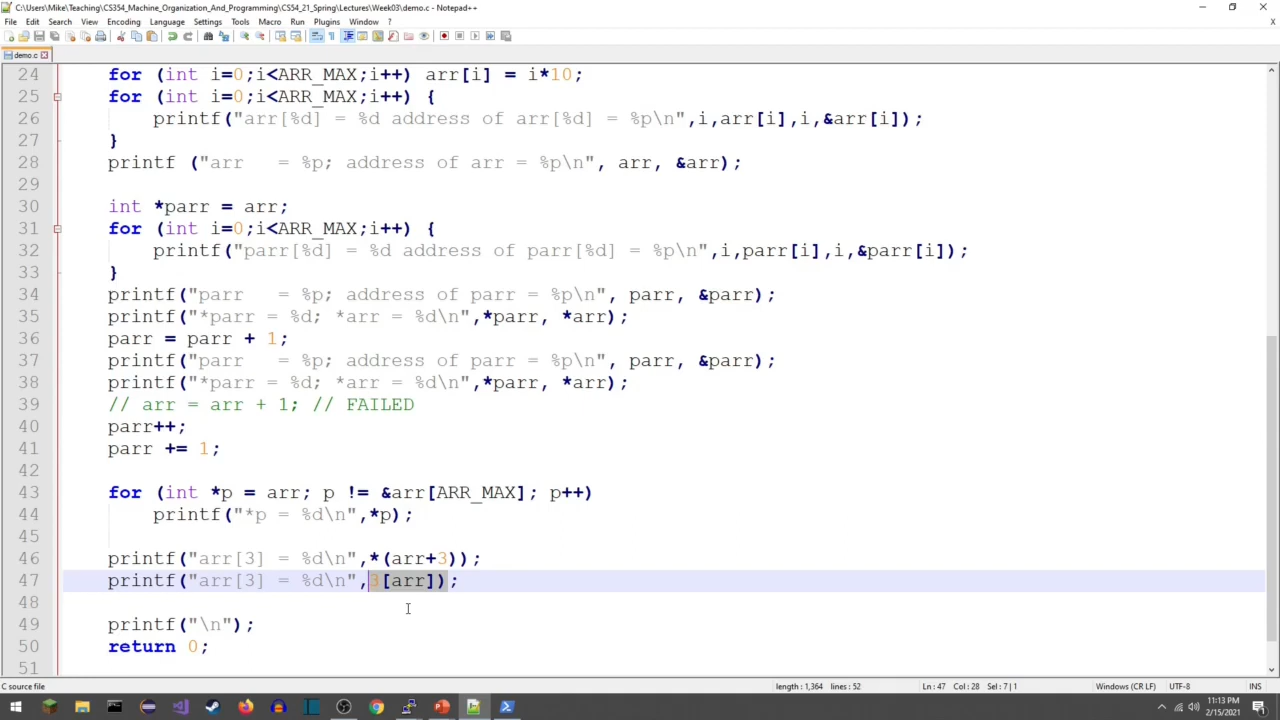 C:\Users\Mike\Teaching\CS354_Machine_Organization_And_Programming\CS54_21_Spring\Lectures\Week03\demo.c - Notepad++
File Edit Search View Encoding Language Settings Tools Macro Run Plugins Window ? X
demo.c
24 for (int i=0;i<ARR_MAX;i++) arr[i] = i*10;
25 for (int i=0;i<ARR_MAX;i++) {
26 printf("arr[%d] = %d address of arr[%d] = %p\n",i,arr[i],i,&arr[i]);
27 }
28 printf ("arr   = %p; address of arr = %p\n", arr, &arr);
29
30 int *parr = arr;
31 for (int i=0;i<ARR_MAX;i++) {
32 printf("parr[%d] = %d address of parr[%d] = %p\n",i,parr[i],i,&parr[i]);
33 }
34 printf("parr   = %p; address of parr = %p\n", parr, &parr);
35 printf("*parr = %d; *arr = %d\n",*parr, *arr);
36 parr = parr + 1;
37 printf("parr   = %p; address of parr = %p\n", parr, &parr);
38 printf("*parr = %d; *arr = %d\n",*parr, *arr);
39 // arr = arr + 1; // FAILED
40 parr++;
41 parr += 1;
42
43 for (int *p = arr; p != &arr[ARR_MAX]; p++)
44 printf("*p = %d\n",*p);
45
46 printf("arr[3] = %d\n",*(arr+3));
47 printf("arr[3] = %d\n",3[arr]);
48
49 printf("\n");
50 return 0;
51
C source file length : 1,364 lines : 52 Ln : 47 Col : 28 Sel : 7 | 1 Windows (CR LF) UTF-8 INS
11:13 PM
2/15/2021